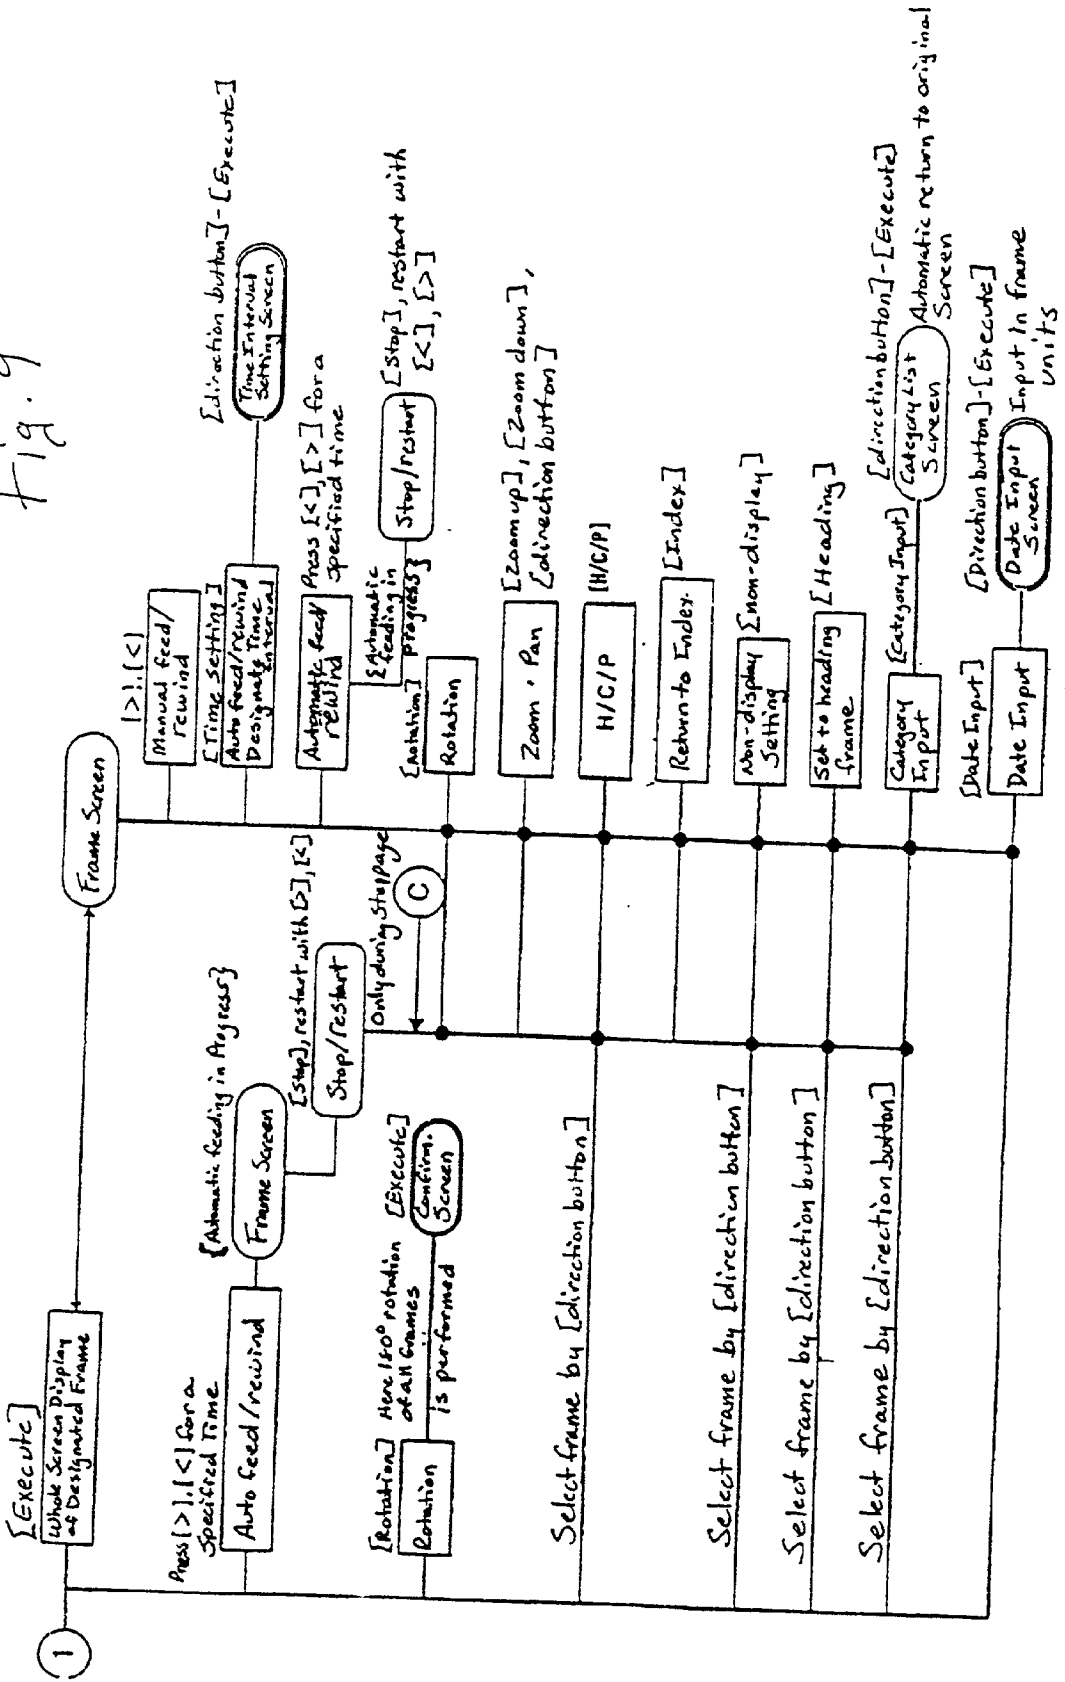 Fig. 9
[Execute]
1
Whole Screen Display
of Designated Frame
Frame Screen
[>].[<]
Manual feed/
rewind
[Time setting]
Auto feed/rewind
Designate Time
interval
[direction button]-[Execute]
Time Interval
Setting Screen
Press [>].[<] for a
Specified Time
Auto feed/rewind
{Automatic feeding in Progress}
Frame Screen
[Stop], restart with [>],[<]
Stop/restart
Only during stoppage
C
Automatic feed/
rewind
Press [<],[>] for a
specified time
{Automatic
feeding in
progress}
Stop/restart
[Stop], restart with
[<], [>]
[Rotation]
Rotation
Here 180° rotation
of all frames
is performed
[Execute]
Confirm.
Screen
[Rotation]
Rotation
Zoom · Pan
[Zoom up], [Zoom down],
[direction button]
Select frame by [direction button]
H/C/P
[H/C/P]
Return to Index.
[Index]
Select frame by [direction button]
Non-display
Setting
[non-display]
Select frame by [direction button]
Set to heading
frame
[Heading]
Select frame by [direction button]
Category
Input
[Category Input]
Category List
Screen
[direction button]-[Execute]
Automatic return to original
Screen
[Date Input]
Date Input
Date Input
Screen
[Direction button]-[Execute]
Input in frame
units